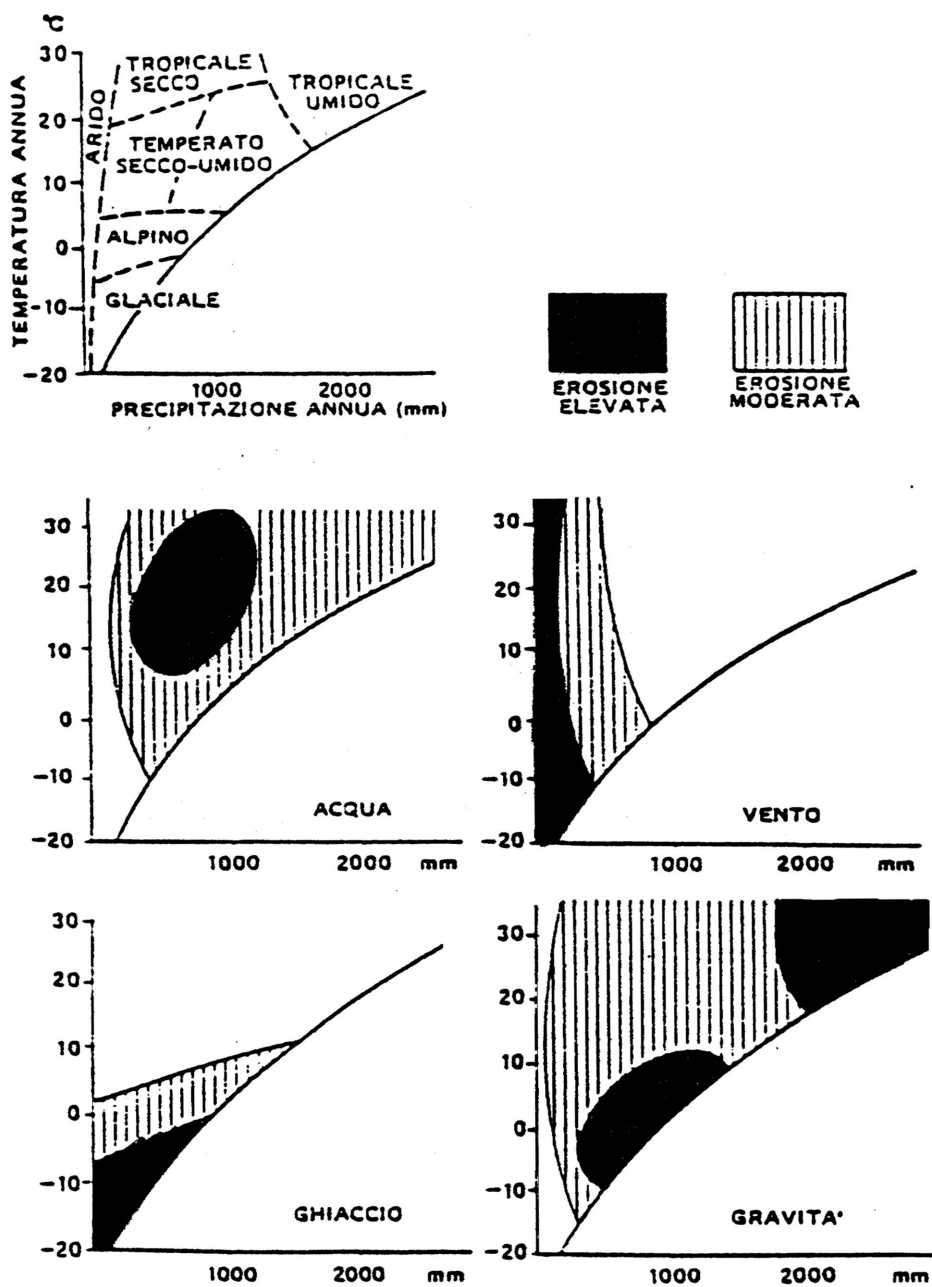 °C
30
20
10
0
-10
-20
TEMPERATURA ANNUA
ARIDO
TROPICALE
SECCO
TROPICALE
UMIDO
TEMPERATO
SECCO-UMIDO
ALPINO
GLACIALE
1000 2000
PRECIPITAZIONE ANNUA (mm)
EROSIONE
ELEVATA
EROSIONE
MODERATA
30
20
10
0
-10
-20
ACQUA
1000 2000 mm
30
20
10
0
-10
-20
VENTO
1000 2000 mm
30
20
10
0
-10
-20
GHIACCIO
1000 2000 mm
30
20
10
0
-10
-20
GRAVITA'
1000 2000 mm